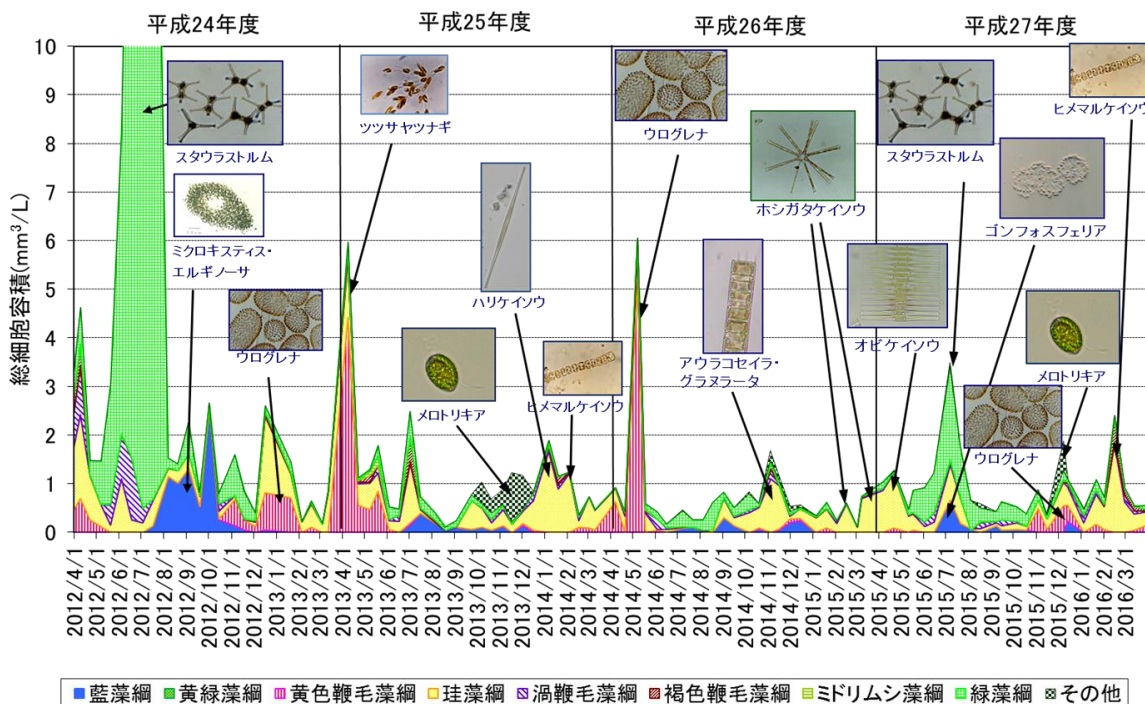 平成24年度
平成25年度
平成26年度
平成27年度
総細胞容積(mm³/L)
10
9
8
7
6
5
4
3
2
1
0
スタウラストルム
ミクロキスティス・
エルギノーサ
ウログレナ
ツツサヤツナギ
メロトリキア
ハリケイソウ
ヒメマルケイソウ
ウログレナ
アウラコセイラ・
グラヌラータ
ホシガタケイソウ
オビケイソウ
スタウラストルム
ゴンフォスフェリア
ウログレナ
メロトリキア
ヒメマルケイソウ
2012/4/1
2012/5/1
2012/6/1
2012/7/1
2012/8/1
2012/9/1
2012/10/1
2012/11/1
2012/12/1
2013/1/1
2013/2/1
2013/3/1
2013/4/1
2013/5/1
2013/6/1
2013/7/1
2013/8/1
2013/9/1
2013/10/1
2013/11/1
2013/12/1
2014/1/1
2014/2/1
2014/3/1
2014/4/1
2014/5/1
2014/6/1
2014/7/1
2014/8/1
2014/9/1
2014/10/1
2014/11/1
2014/12/1
2015/1/1
2015/2/1
2015/3/1
2015/4/1
2015/5/1
2015/6/1
2015/7/1
2015/8/1
2015/9/1
2015/10/1
2015/11/1
2015/12/1
2016/1/1
2016/2/1
2016/3/1
藍藻綱 黄緑藻綱 黄色鞭毛藻綱 珪藻綱 渦鞭毛藻綱 褐色鞭毛藻綱 ミドリムシ藻綱 緑藻綱 その他